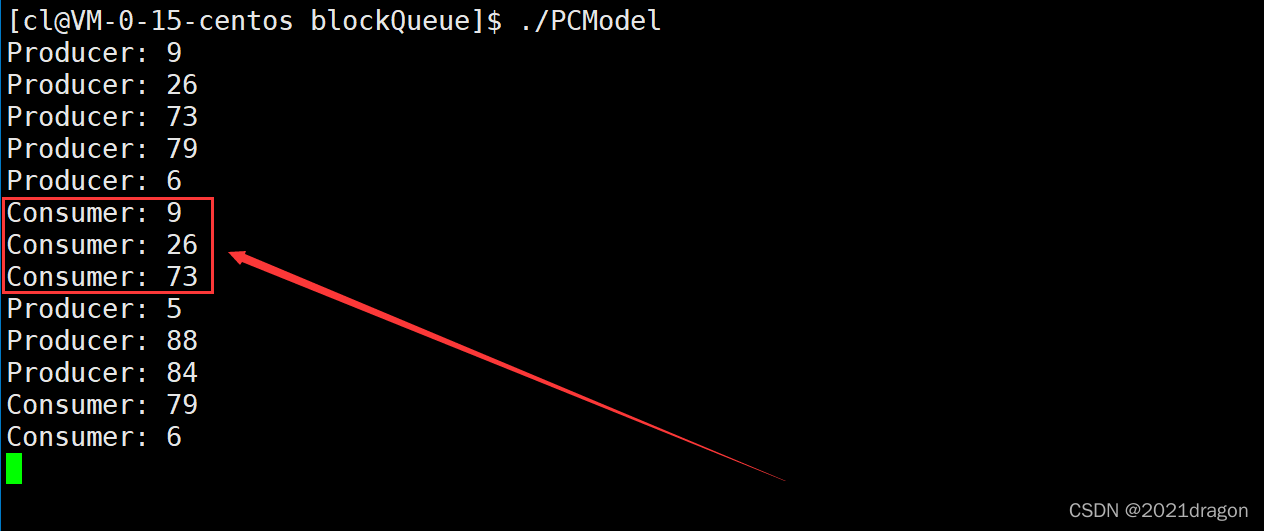 [cl@VM-0-15-centos blockQueue]$ ./PCModel
Producer: 9
Producer: 26
Producer: 73
Producer: 79
Producer: 6
Consumer: 9
Consumer: 26
Consumer: 73
Producer: 5
Producer: 88
Producer: 84
Consumer: 79
Consumer: 6
CSDN @2021dragon